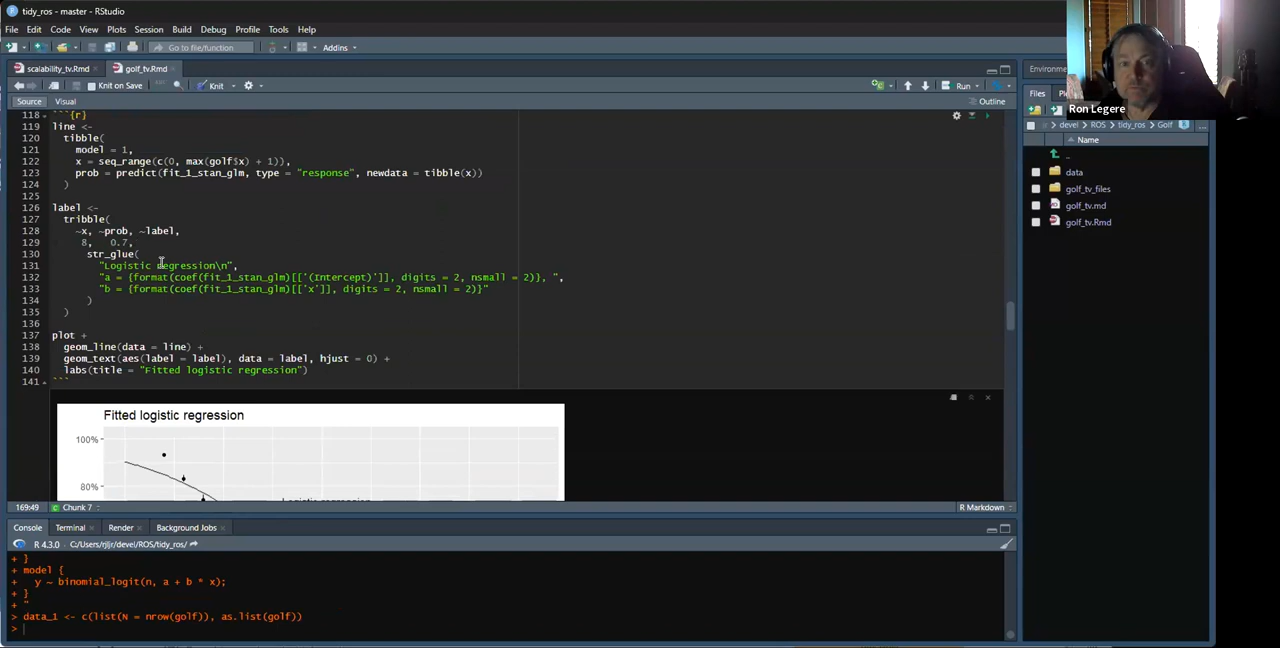 tidy_ros - master - RStudio
File Edit Code View Plots Session Build Debug Profile Tools Help
Go to file/function Addins
scalability_tv.Rmd golf_tv.Rmd
Knit on Save Knit Run
Source Visual Outline
118 ```{r}
119 line <-
120 tibble(
121 model = 1,
122 x = seq_range(c(0, max(golf$x) + 1)),
123 prob = predict(fit_1_stan_glm, type = "response", newdata = tibble(x))
124 )
125
126 label <-
127 tribble(
128 ~x, ~prob, ~label,
129 8, 0.7,
130 str_glue(
131 "Logistic regression\n",
132 "a = {format(coef(fit_1_stan_glm)[['(Intercept)']], digits = 2, nsmall = 2)}, ",
133 "b = {format(coef(fit_1_stan_glm)[['x']], digits = 2, nsmall = 2)}"
134 )
135 )
136
137 plot +
138 geom_line(data = line) +
139 geom_text(aes(label = label), data = label, hjust = 0) +
140 labs(title = "Fitted logistic regression")
141 ```
Fitted logistic regression
100%
80%
Logistic regression
169:49 Chunk 7 R Markdown
Console Terminal Render Background Jobs
R 4.3.0 · C:/Users/rjljr/devel/ROS/tidy_ros/
+ }
+ model {
+ y ~ binomial_logit(n, a + b * x);
+ }
+ "
> data_1 <- c(list(N = nrow(golf)), as.list(golf))
>
Environme
Ron Legere
Files
devel ROS tidy_ros Golf
Name
..
data
golf_tv_files
golf_tv.md
golf_tv.Rmd